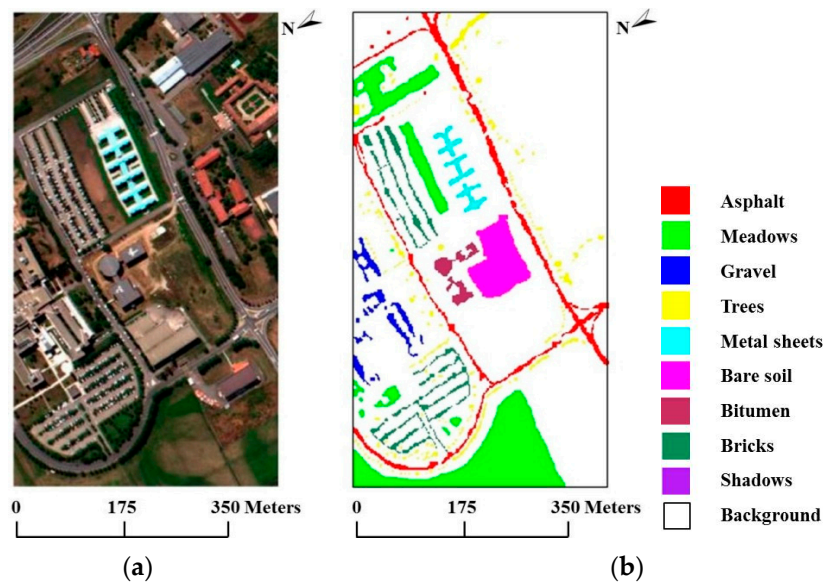 N
N
Asphalt
Meadows
Gravel
Trees
Metal sheets
Bare soil
Bitumen
Bricks
Shadows
Background
0 175 350 Meters
0 175 350 Meters
(a)
(b)